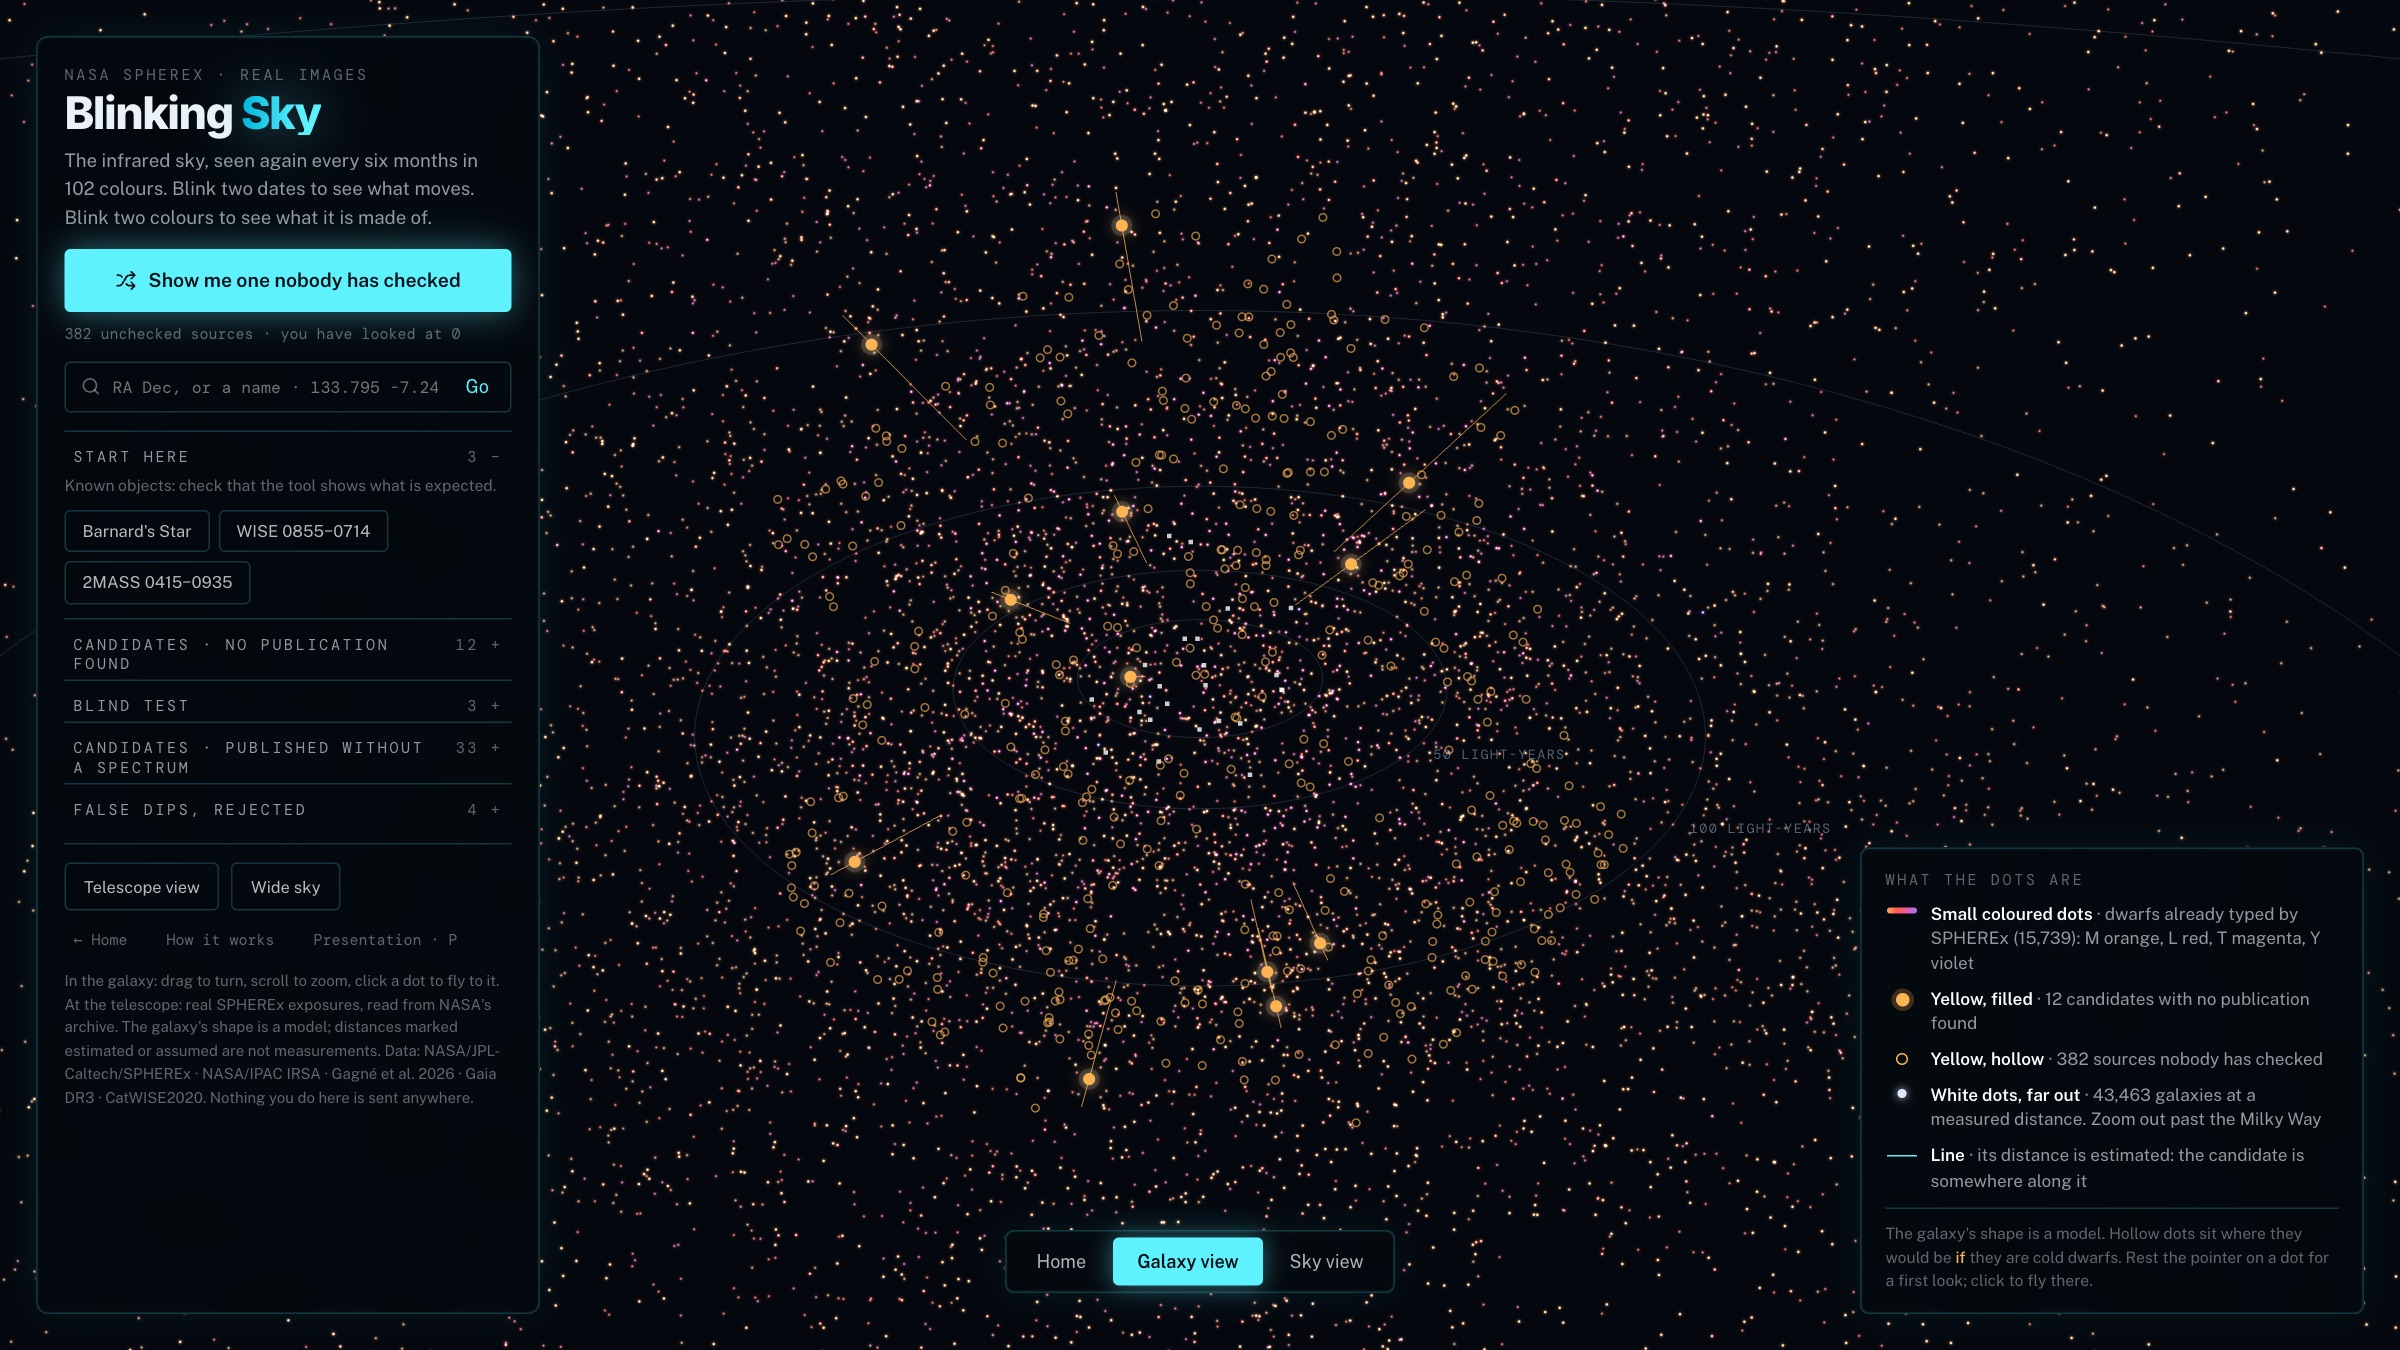 NASA SPHEREX · REAL IMAGES
Blinking Sky
The infrared sky, seen again every six months in
102 colours. Blink two dates to see what moves.
Blink two colours to see what it is made of.
Show me one nobody has checked
382 unchecked sources · you have looked at 0
RA Dec, or a name · 133.795 -7.24 Go
START HERE 3 −
Known objects: check that the tool shows what is expected.
Barnard's Star WISE 0855−0714
2MASS 0415−0935
CANDIDATES · NO PUBLICATION 12 +
FOUND
BLIND TEST 3 +
CANDIDATES · PUBLISHED WITHOUT 33 +
A SPECTRUM
FALSE DIPS, REJECTED 4 +
Telescope view Wide sky
← Home How it works Presentation · P
In the galaxy: drag to turn, scroll to zoom, click a dot to fly to it.
At the telescope: real SPHEREx exposures, read from NASA's
archive. The galaxy's shape is a model; distances marked
estimated or assumed are not measurements. Data: NASA/JPL-
Caltech/SPHEREx · NASA/IPAC IRSA · Gagné et al. 2026 · Gaia
DR3 · CatWISE2020. Nothing you do here is sent anywhere.
50 LIGHT-YEARS
100 LIGHT-YEARS
Home Galaxy view Sky view
WHAT THE DOTS ARE
Small coloured dots · dwarfs already typed by
SPHEREx (15,739): M orange, L red, T magenta, Y
violet
Yellow, filled · 12 candidates with no publication
found
Yellow, hollow · 382 sources nobody has checked
White dots, far out · 43,463 galaxies at a
measured distance. Zoom out past the Milky Way
Line · its distance is estimated: the candidate is
somewhere along it
The galaxy's shape is a model. Hollow dots sit where they
would be if they are cold dwarfs. Rest the pointer on a dot for
a first look; click to fly there.